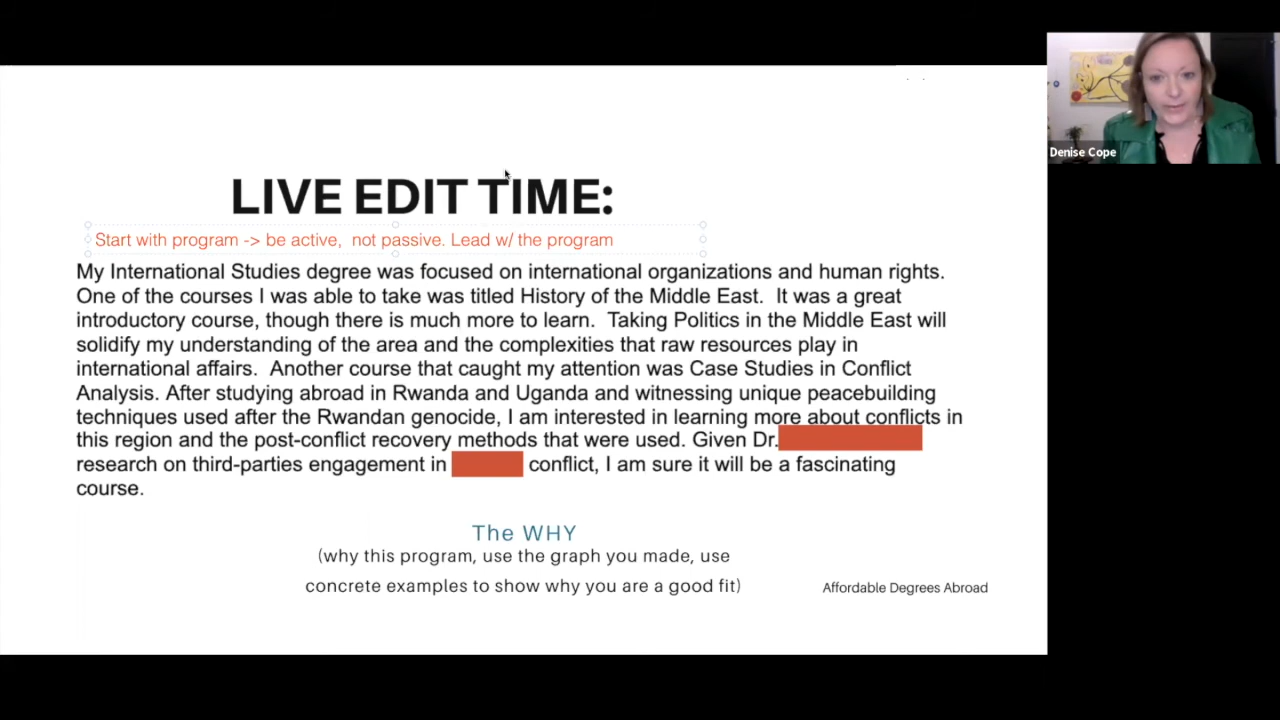 LIVE EDIT TIME:
Start with program -> be active, not passive. Lead w/ the program
My International Studies degree was focused on international organizations and human rights.
One of the courses I was able to take was titled History of the Middle East. It was a great
introductory course, though there is much more to learn. Taking Politics in the Middle East will
solidify my understanding of the area and the complexities that raw resources play in
international affairs. Another course that caught my attention was Case Studies in Conflict
Analysis. After studying abroad in Rwanda and Uganda and witnessing unique peacebuilding
techniques used after the Rwandan genocide, I am interested in learning more about conflicts in
this region and the post-conflict recovery methods that were used. Given Dr.
research on third-parties engagement in conflict, I am sure it will be a fascinating
course.
The WHY
(why this program, use the graph you made, use
concrete examples to show why you are a good fit)
Affordable Degrees Abroad
Denise Cope